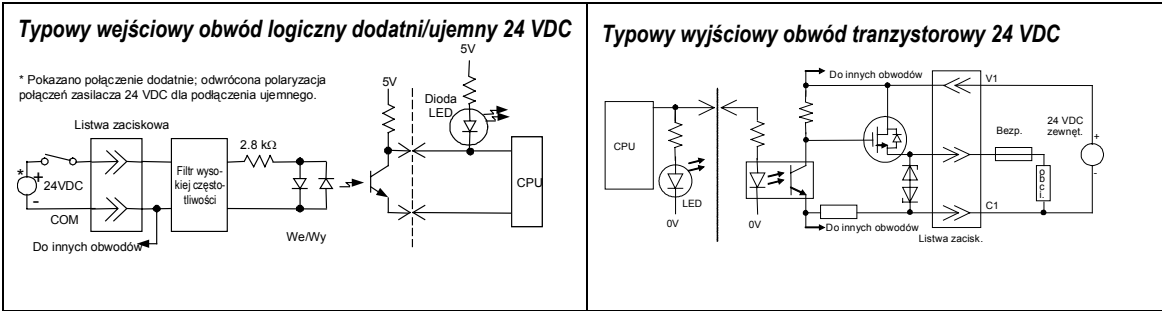 Typowy wejściowy obwód logiczny dodatni/ujemny 24 VDC
5V
* Pokazano połączenie dodatnie; odwrócona polaryzacja
połączeń zasilacza 24 VDC dla podłączenia ujemnego.
5V
Dioda
LED
Listwa zaciskowa
2.8 kΩ
*
+
24VDC
-
Filtr wyso-
kiej często-
tliwości
CPU
COM
We/Wy
Do innych obwodów
Typowy wyjściowy obwód tranzystorowy 24 VDC
Do innych obwodów
V1
CPU
24 VDC
zewnęt.
Bezp.
+
-
o b c i.
LED
C1
0V
0V
Do innych obwodów
Listwa zacisk.